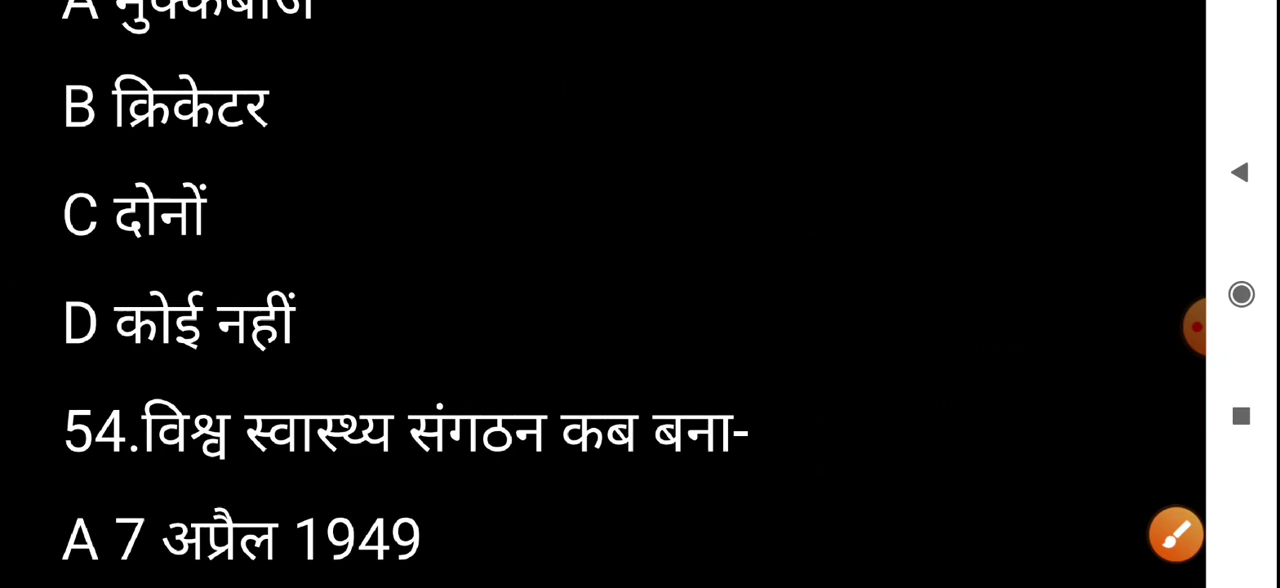 A मुक्केबाज
B क्रिकेटर
C दोनों
D कोई नहीं
54.विश्व स्वास्थ्य संगठन कब बना-
A 7 अप्रैल 1949